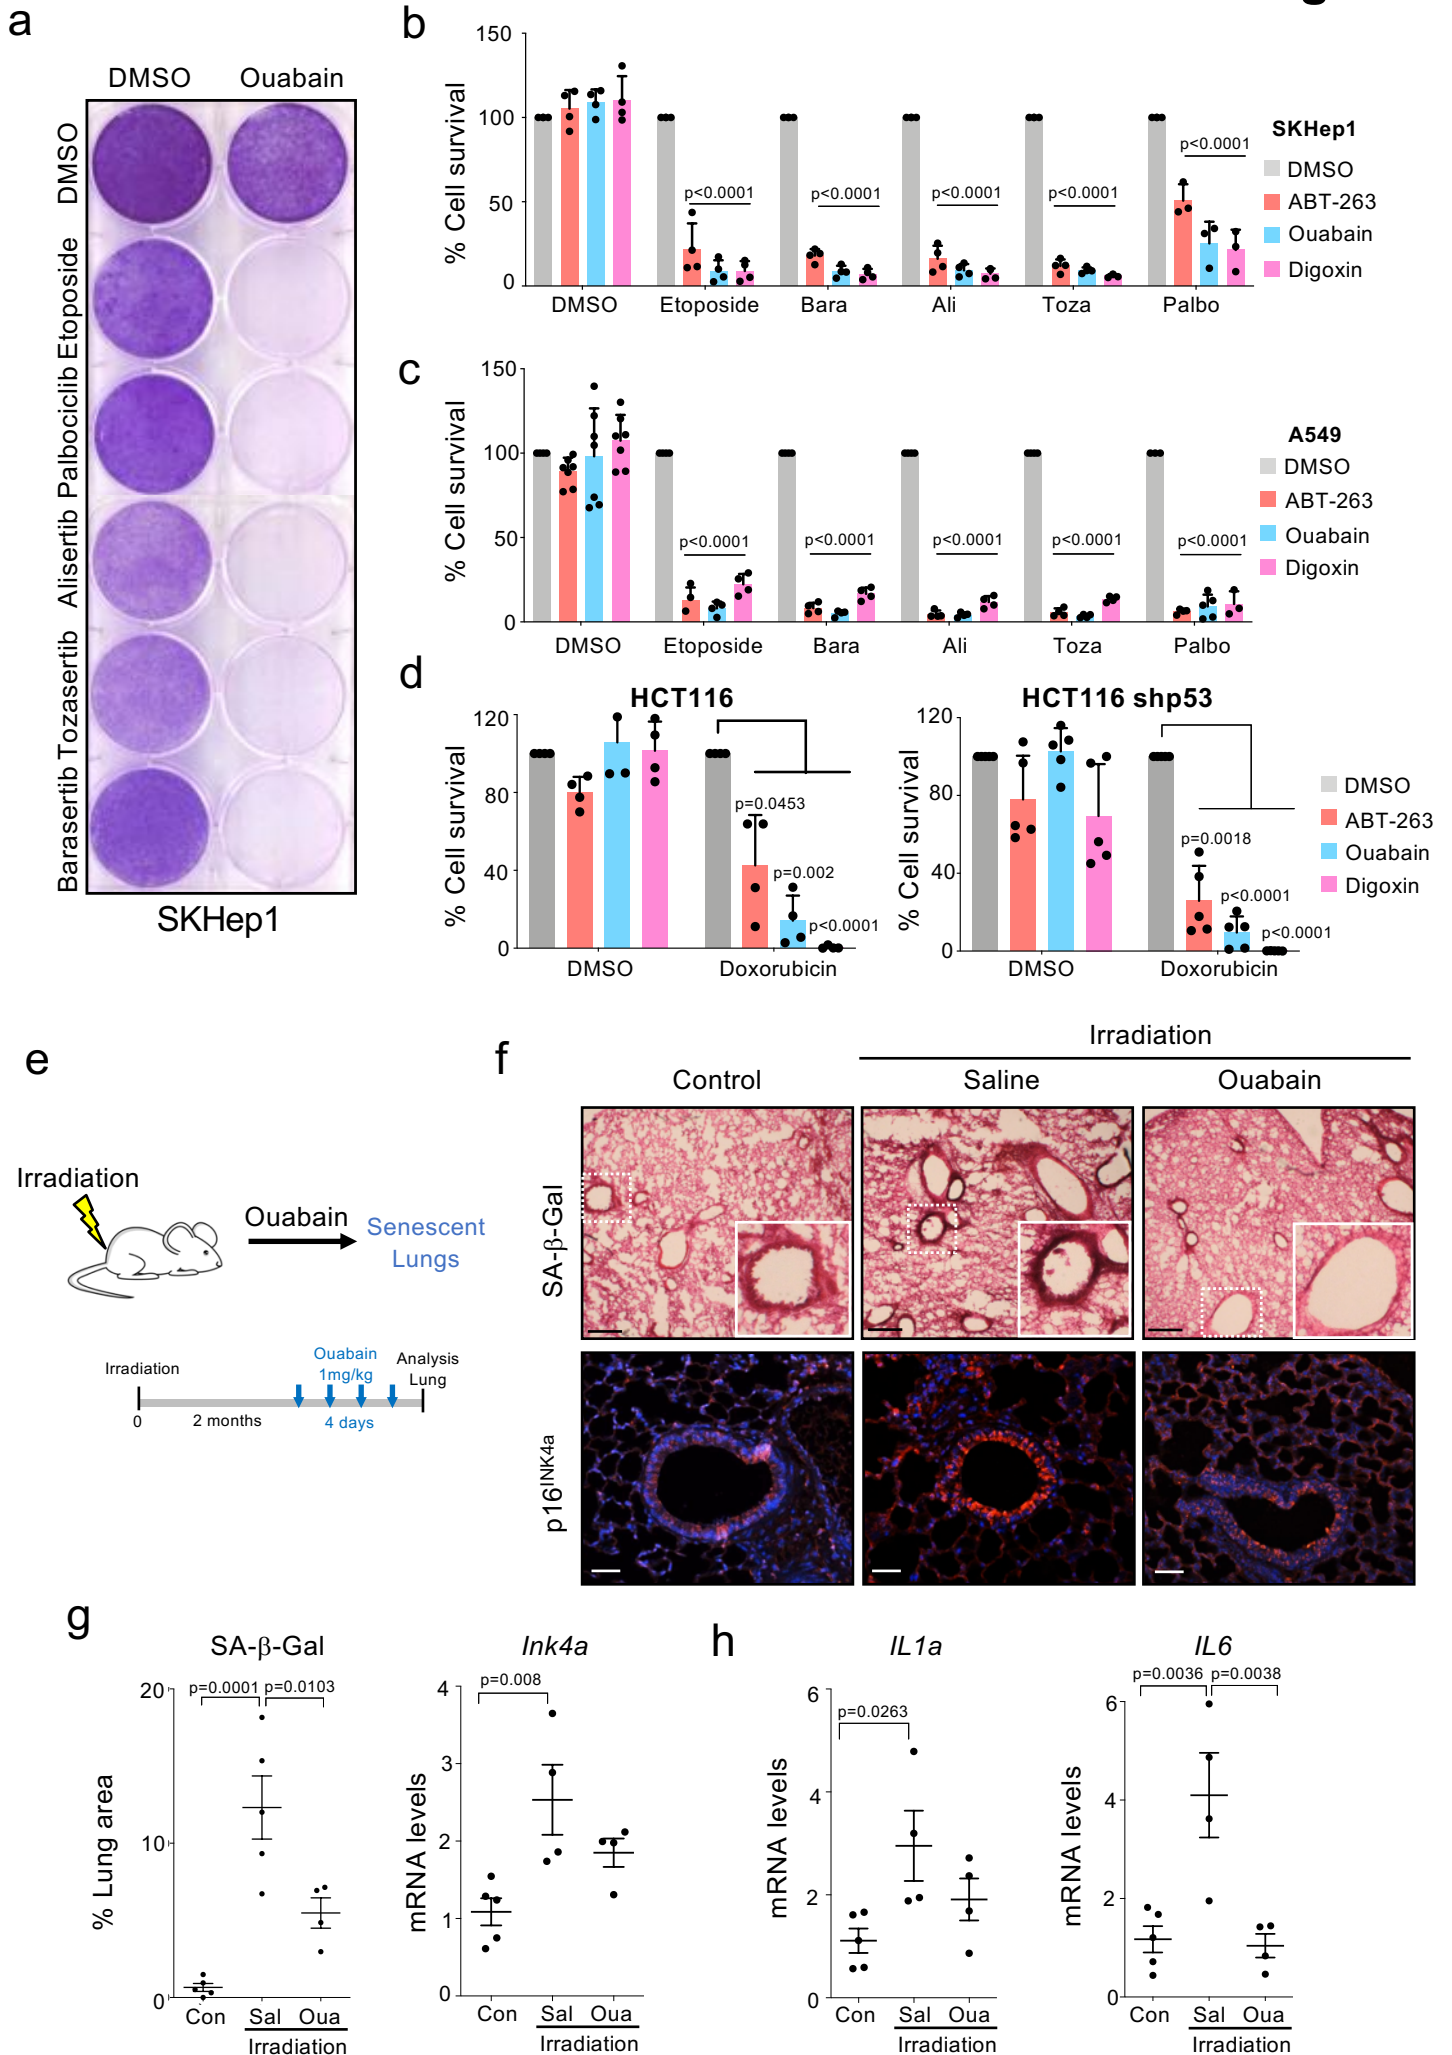 a
DMSO
Ouabain
DMSO
Etoposide
Palbociclib
Alisertib
Tozasertib
Barasertib
SKHep1
b
% Cell survival
150
100
50
0
p<0.0001
p<0.0001
p<0.0001
p<0.0001
p<0.0001
DMSO
Etoposide
Bara
Ali
Toza
Palbo
SKHep1
DMSO
ABT-263
Ouabain
Digoxin
c
% Cell survival
150
100
50
0
p<0.0001
p<0.0001
p<0.0001
p<0.0001
p<0.0001
DMSO
Etoposide
Bara
Ali
Toza
Palbo
A549
DMSO
ABT-263
Ouabain
Digoxin
d
HCT116
% Cell survival
120
80
40
0
p=0.0453
p=0.002
p<0.0001
DMSO
Doxorubicin
HCT116 shp53
% Cell survival
120
80
40
0
p=0.0018
p<0.0001
p<0.0001
DMSO
Doxorubicin
DMSO
ABT-263
Ouabain
Digoxin
e
Irradiation
Ouabain
Senescent
Lungs
Irradiation
Ouabain
1mg/kg
Analysis
Lung
0
2 months
4 days
f
Irradiation
Control
Saline
Ouabain
SA-β-Gal
p16INK4a
g
SA-β-Gal
% Lung area
20
10
0
p=0.0001
p=0.0103
Con
Sal
Oua
Irradiation
Ink4a
mRNA levels
4
3
2
1
0
p=0.008
Con
Sal
Oua
Irradiation
h
IL1a
mRNA levels
6
4
2
0
p=0.0263
Con
Sal
Oua
Irradiation
IL6
mRNA levels
6
4
2
0
p=0.0036
p=0.0038
Con
Sal
Oua
Irradiation